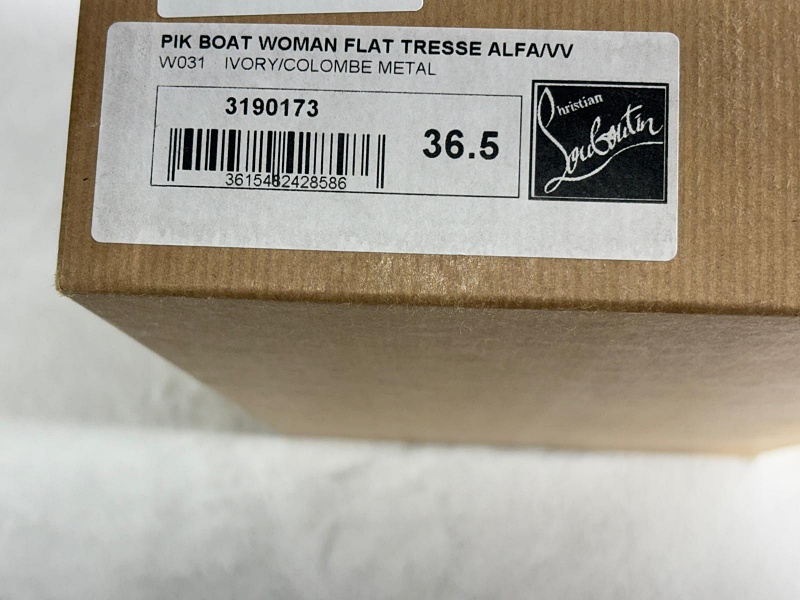 PIK BOAT WOMAN FLAT TRESSE ALFA/VV
W031 IVORY/COLOMBE METAL
3190173
36.5
3615482428586
Christian
Louboutin